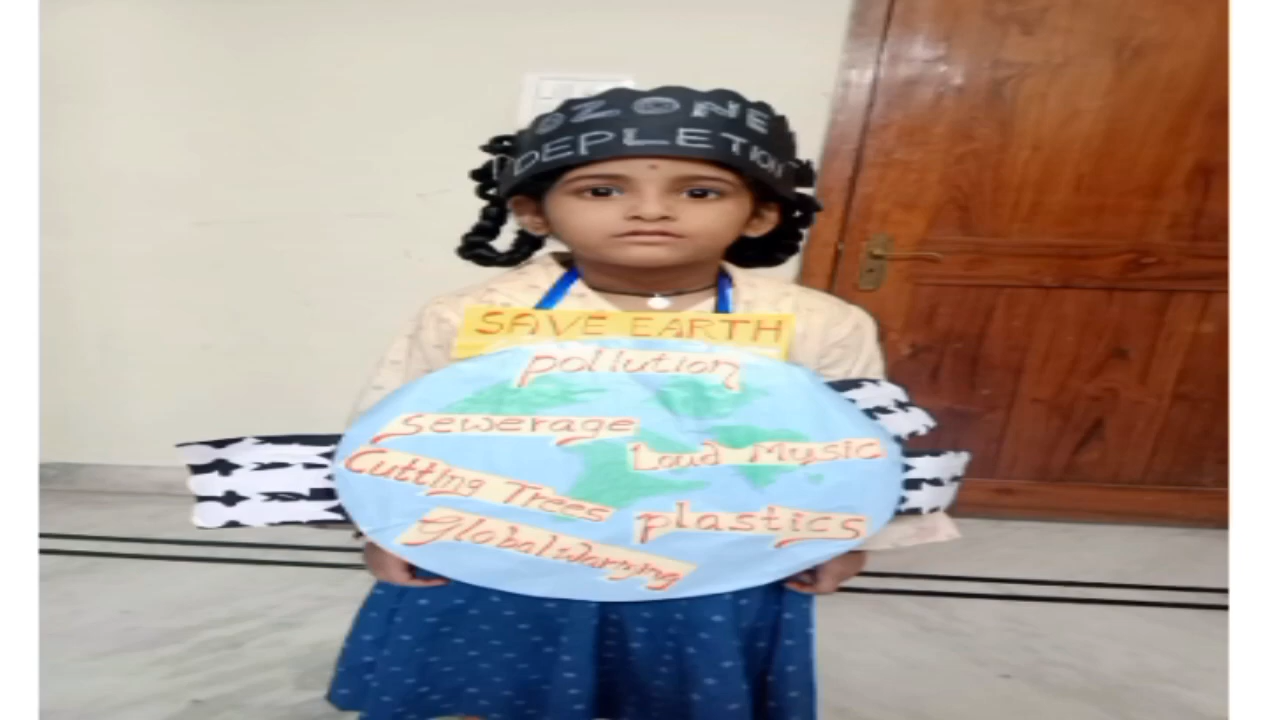 OZONE
DEPLETION
SAVE EARTH
pollution
Sewerage
Loud Music
Cutting Trees
plastics
Global Warming